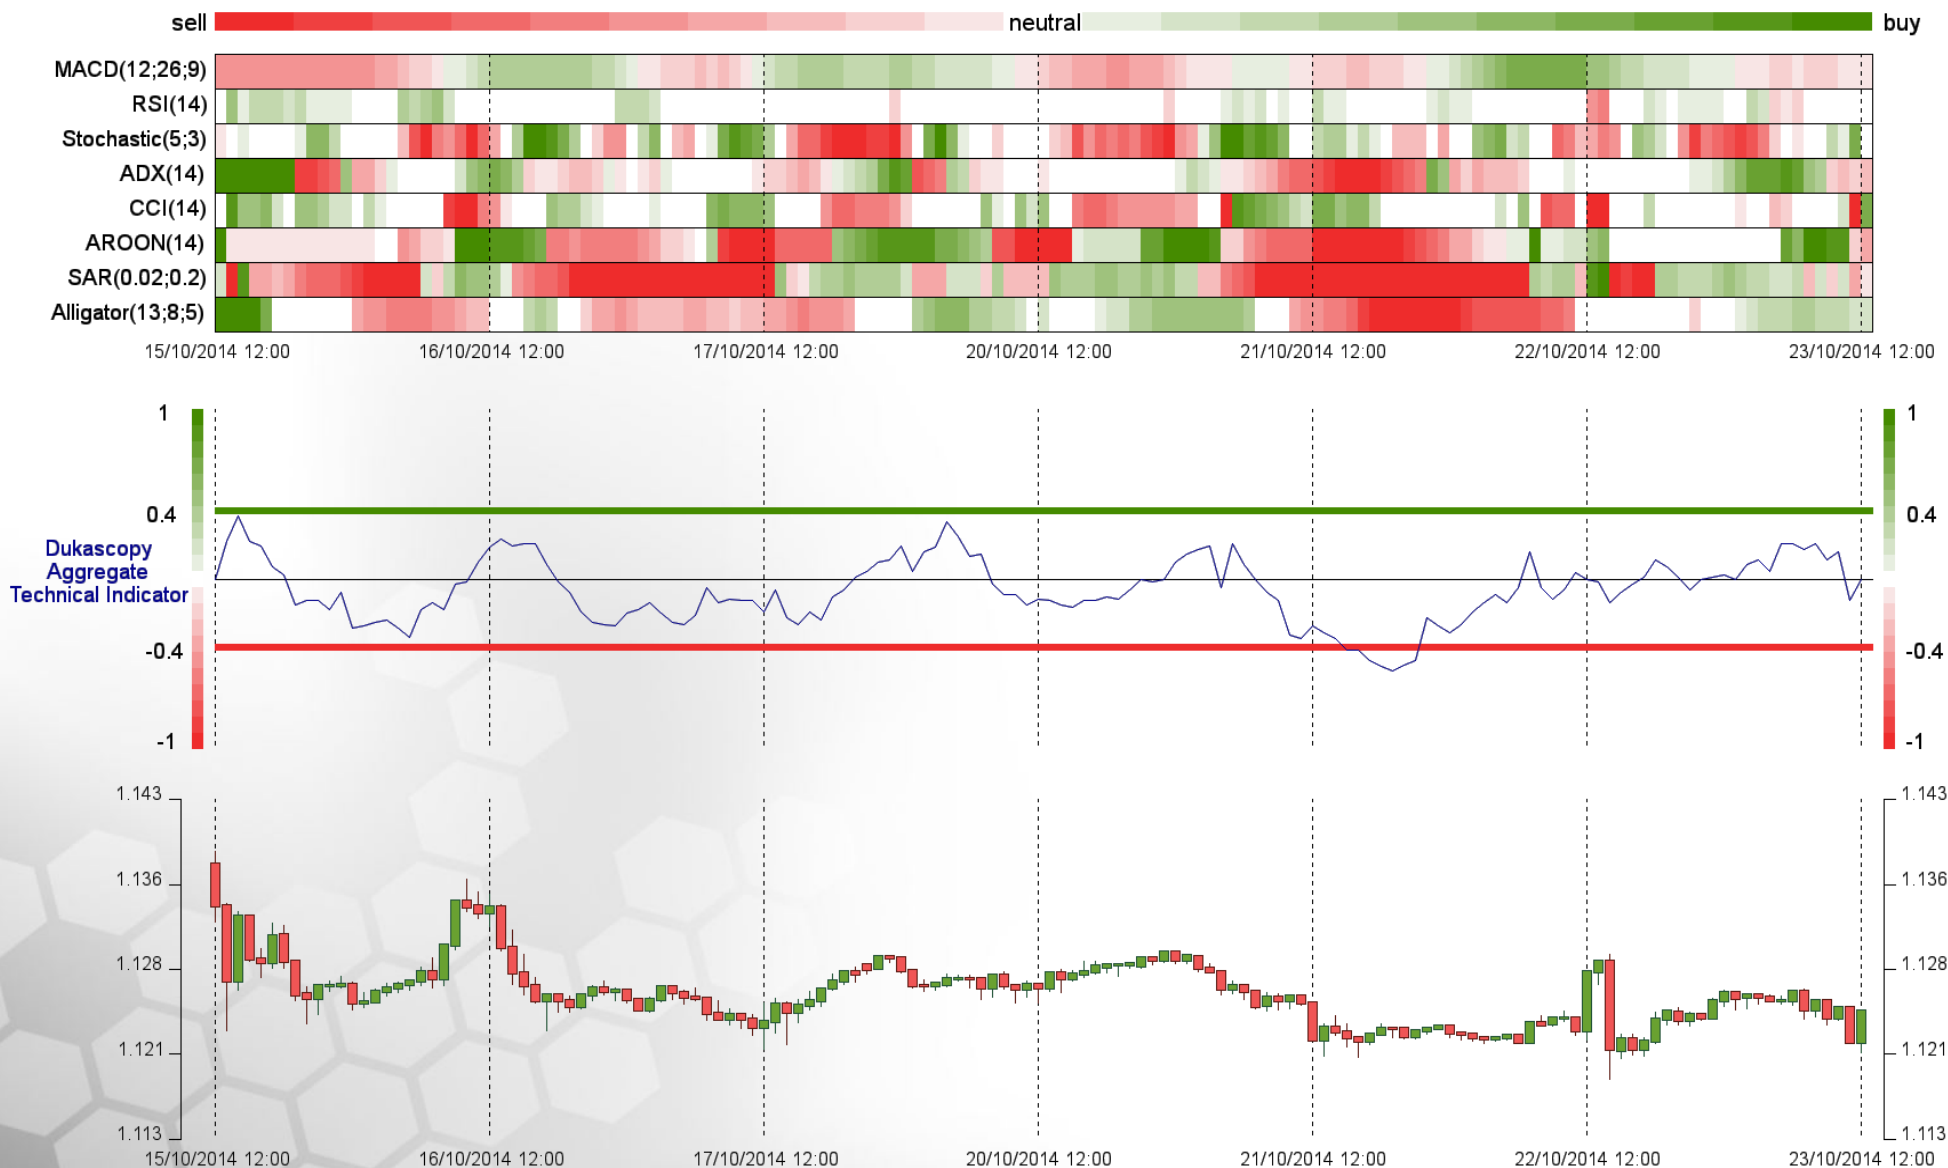 sell neutral buy
MACD(12;26;9)
RSI(14)
Stochastic(5;3)
ADX(14)
CCI(14)
AROON(14)
SAR(0.02;0.2)
Alligator(13;8;5)
15/10/2014 12:00 16/10/2014 12:00 17/10/2014 12:00 20/10/2014 12:00 21/10/2014 12:00 22/10/2014 12:00 23/10/2014 12:00
1 1
0.4 0.4
Dukascopy
Aggregate
Technical Indicator
-0.4 -0.4
-1 -1
1.143 1.143
1.136 1.136
1.128 1.128
1.121 1.121
1.113 1.113
15/10/2014 12:00 16/10/2014 12:00 17/10/2014 12:00 20/10/2014 12:00 21/10/2014 12:00 22/10/2014 12:00 23/10/2014 12:00